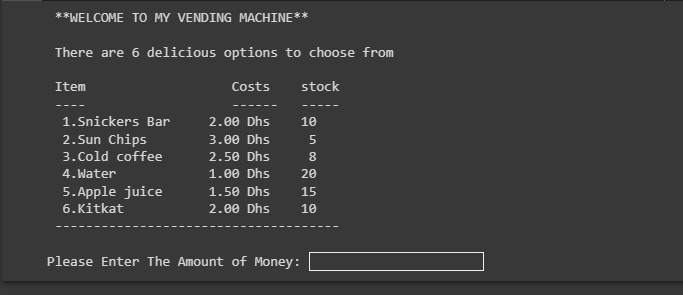 **WELCOME TO MY VENDING MACHINE**
There are 6 delicious options to choose from
Item Costs stock
---- ------ -----
1.Snickers Bar 2.00 Dhs 10
2.Sun Chips 3.00 Dhs 5
3.Cold coffee 2.50 Dhs 8
4.Water 1.00 Dhs 20
5.Apple juice 1.50 Dhs 15
6.Kitkat 2.00 Dhs 10
-------------------------------------
Please Enter The Amount of Money: